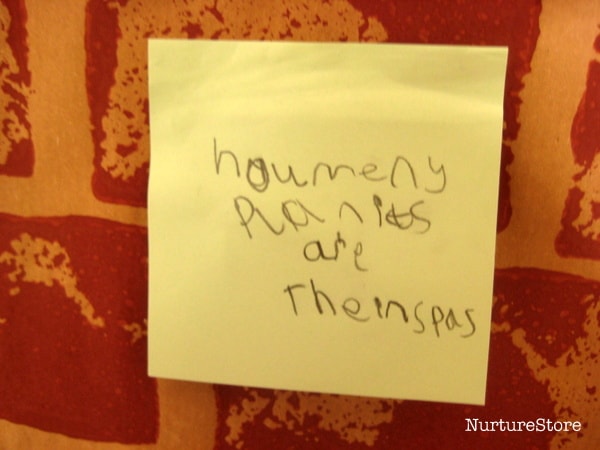 houmeny
planits
are
theinspas
NurtureStore